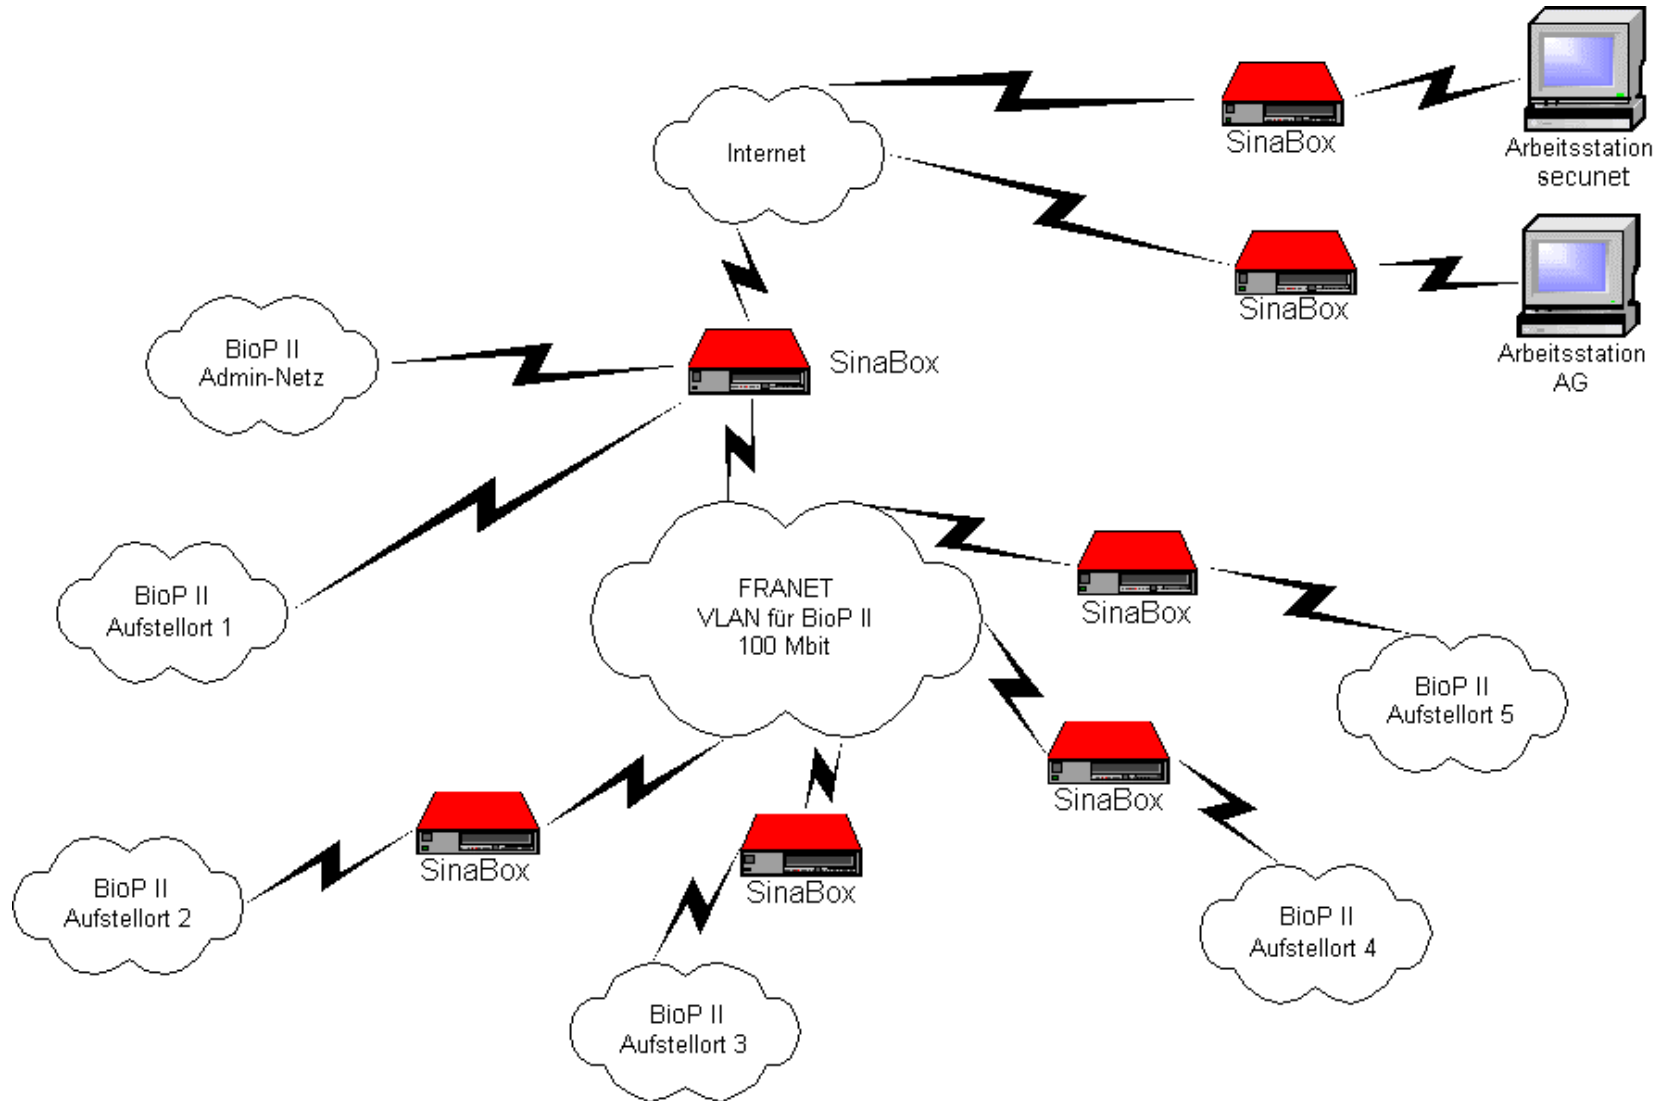 Internet
SinaBox
Arbeitsstation
secunet
SinaBox
Arbeitsstation
AG
BioP II
Admin-Netz
SinaBox
BioP II
Aufstellort 1
FRANET
VLAN für BioP II
100 Mbit
SinaBox
BioP II
Aufstellort 5
SinaBox
BioP II
Aufstellort 4
SinaBox
BioP II
Aufstellort 2
SinaBox
BioP II
Aufstellort 3